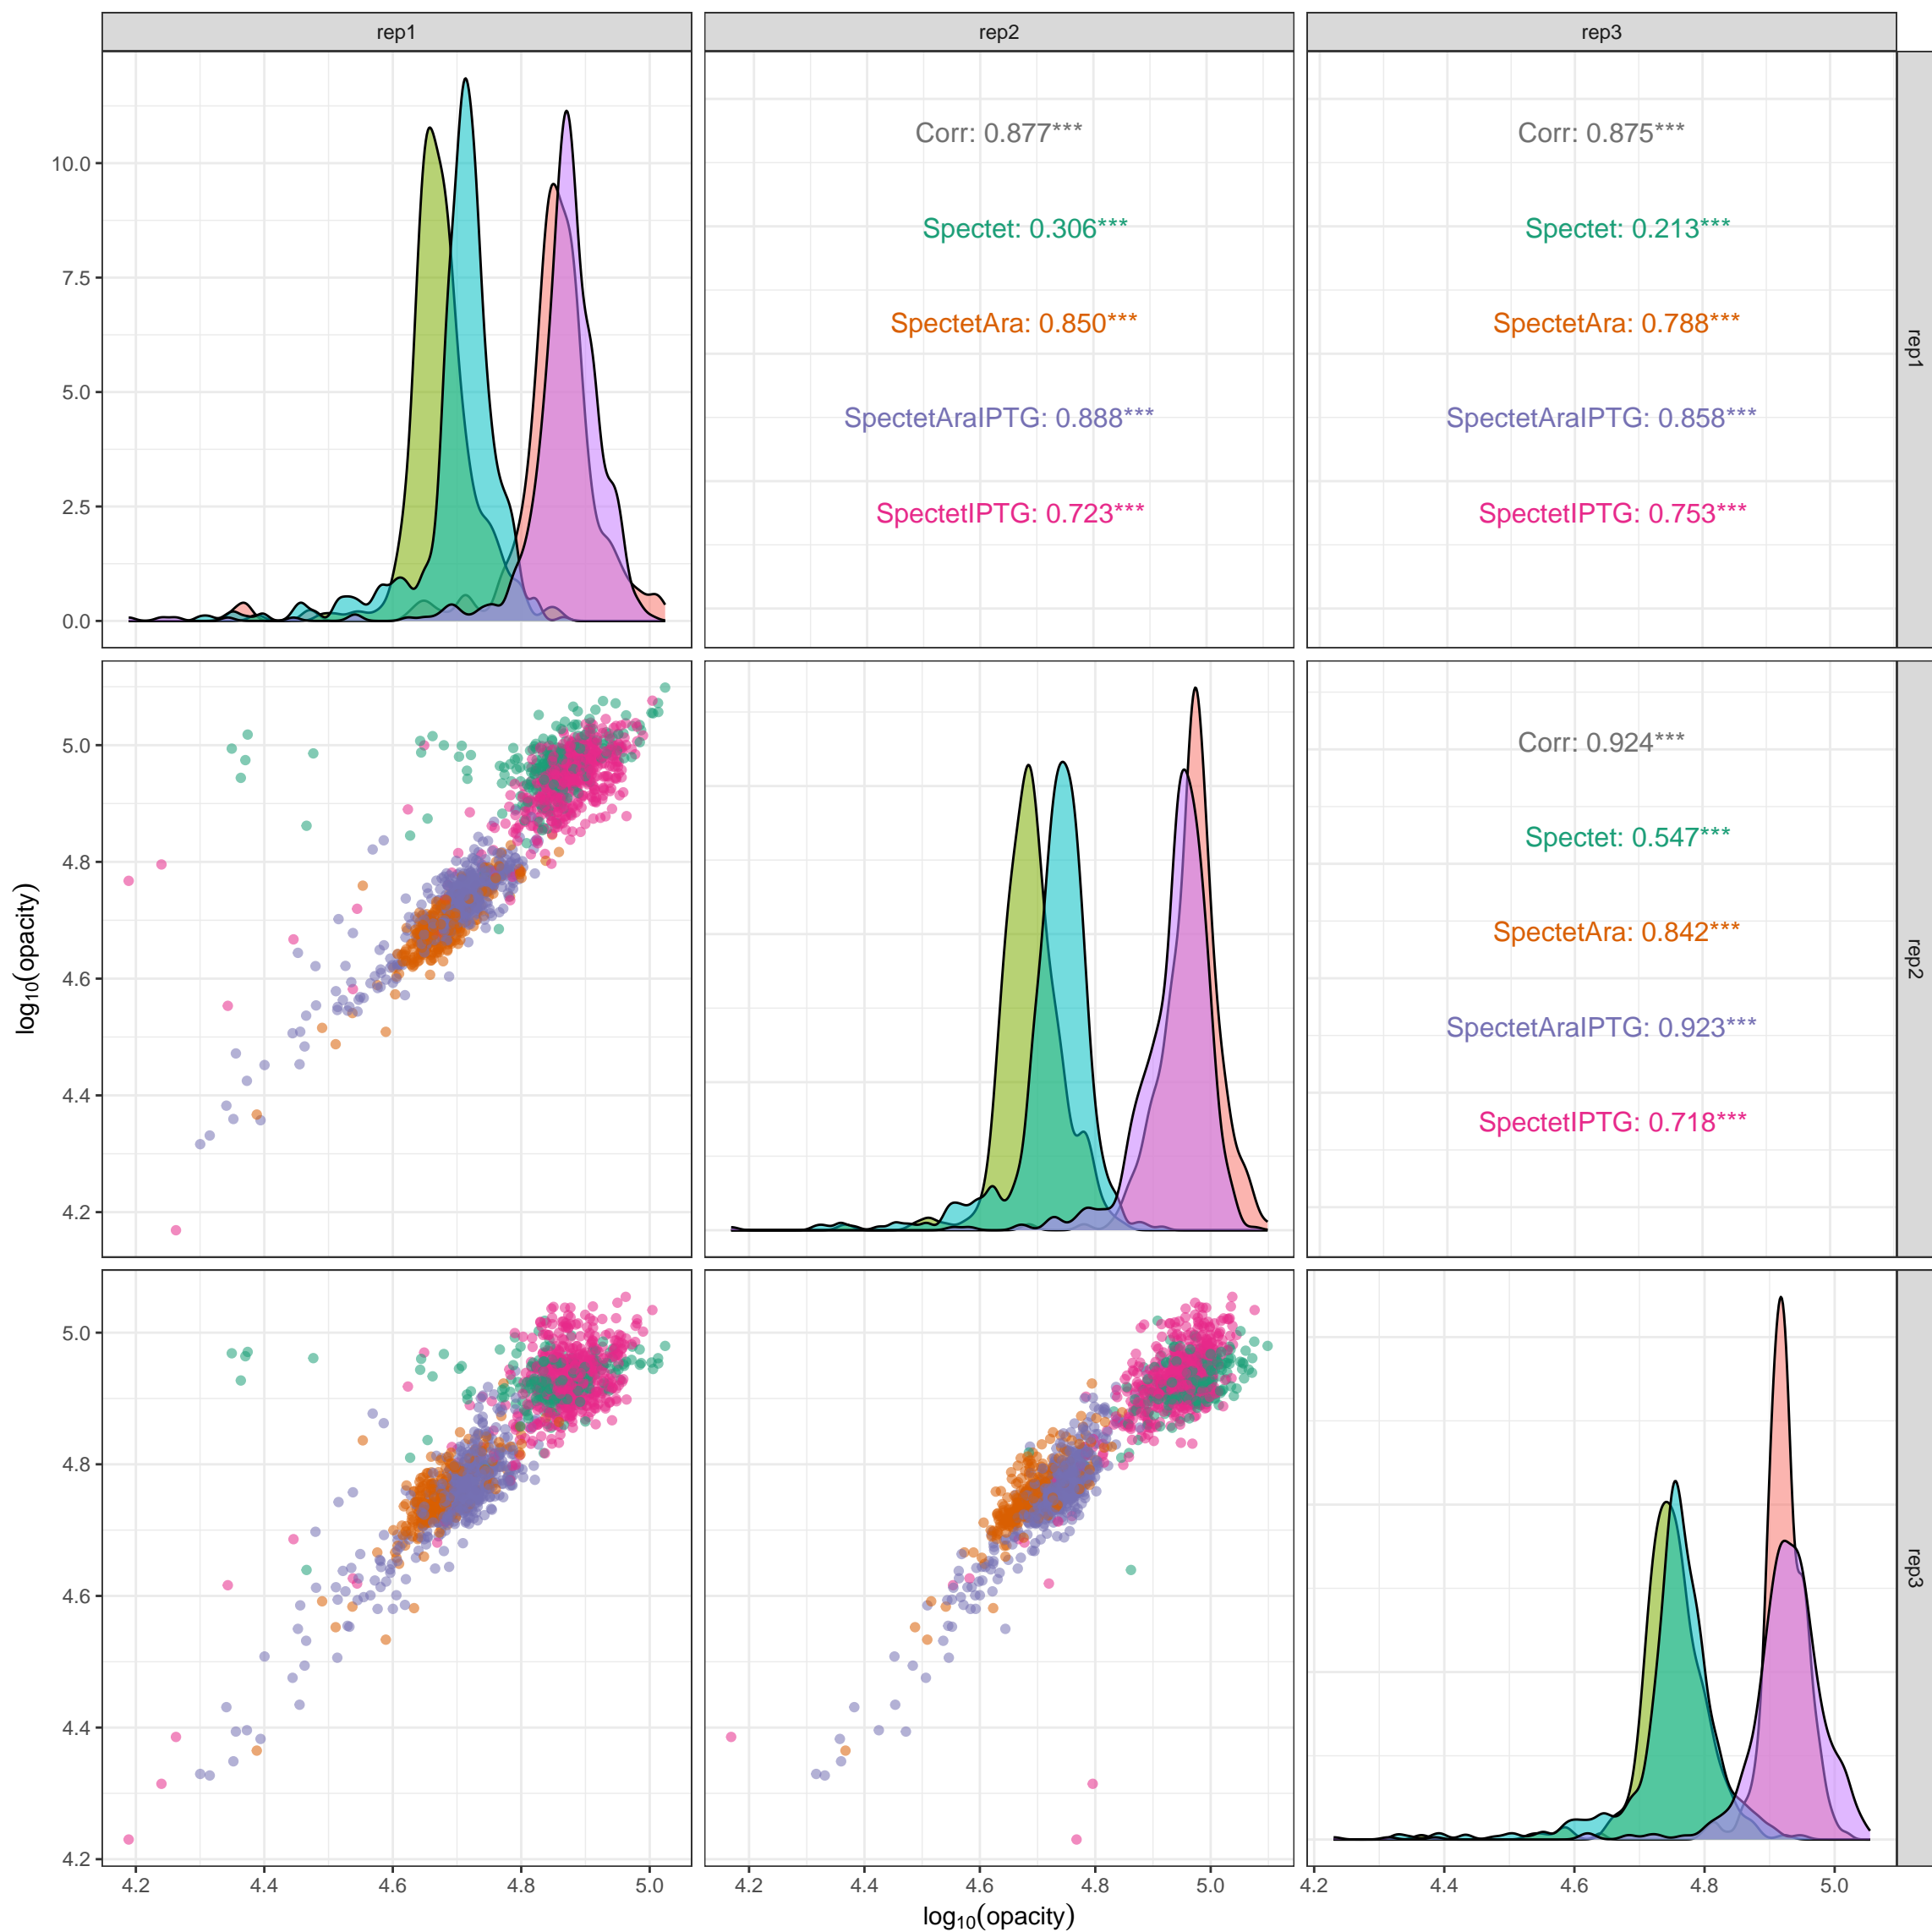 rep1 rep2 rep3
10.0
7.5
5.0
2.5
0.0
Corr: 0.877***
Spectet: 0.306***
SpectetAra: 0.850***
SpectetAraIPTG: 0.888***
SpectetIPTG: 0.723***
Corr: 0.875***
Spectet: 0.213***
SpectetAra: 0.788***
SpectetAraIPTG: 0.858***
SpectetIPTG: 0.753***
rep1
log10(opacity)
5.0
4.8
4.6
4.4
4.2
Corr: 0.924***
Spectet: 0.547***
SpectetAra: 0.842***
SpectetAraIPTG: 0.923***
SpectetIPTG: 0.718***
rep2
5.0
4.8
4.6
4.4
4.2
rep3
4.2 4.4 4.6 4.8 5.0 4.2 4.4 4.6 4.8 5.0 4.2 4.4 4.6 4.8 5.0
log10(opacity)